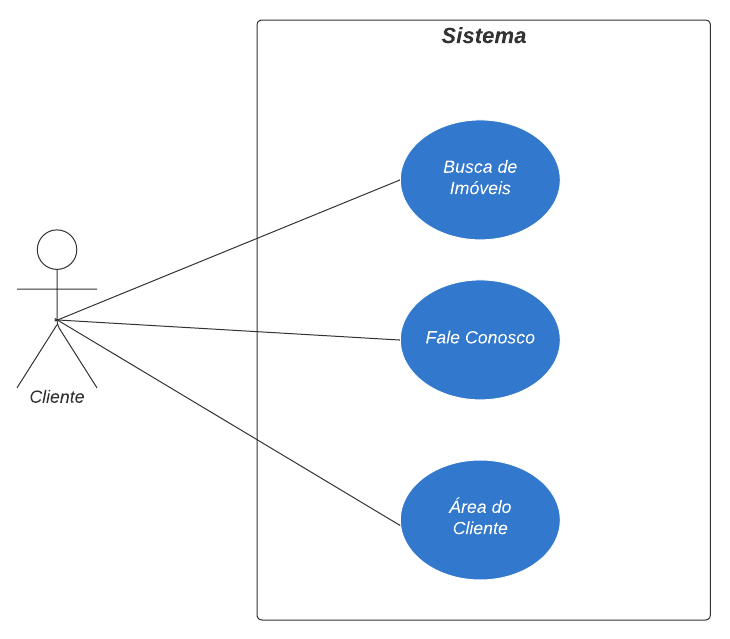 Sistema
Busca de
Imóveis
Fale Conosco
Cliente
Área do
Cliente